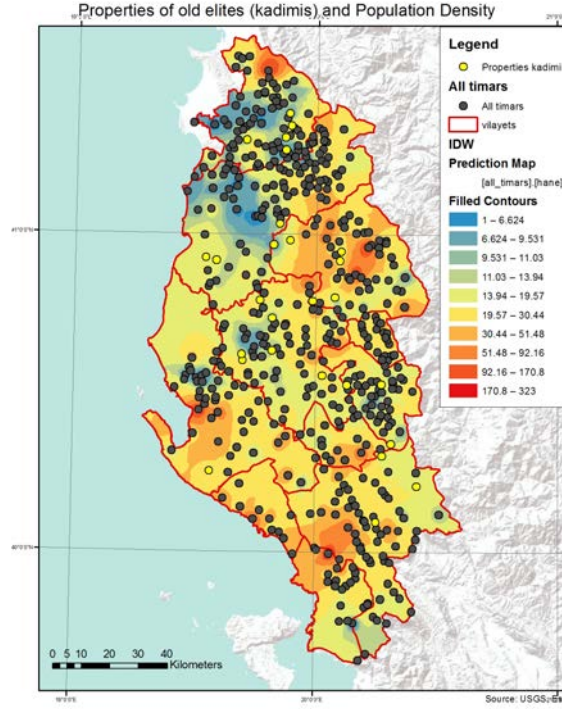 Properties of old elites (kadimis) and Population Density
Legend
Properties kadimi
All timars
All timars
vilayets
IDW
Prediction Map
[all_timars].[hane]
Filled Contours
1 – 6.624
6.624 – 9.531
9.531 – 11.03
11.03 – 13.94
13.94 – 19.57
19.57 – 30.44
30.44 – 51.48
51.48 – 92.16
92.16 – 170.8
170.8 – 323
0 5 10 20 30 40
Kilometers
Source: USGS, Es